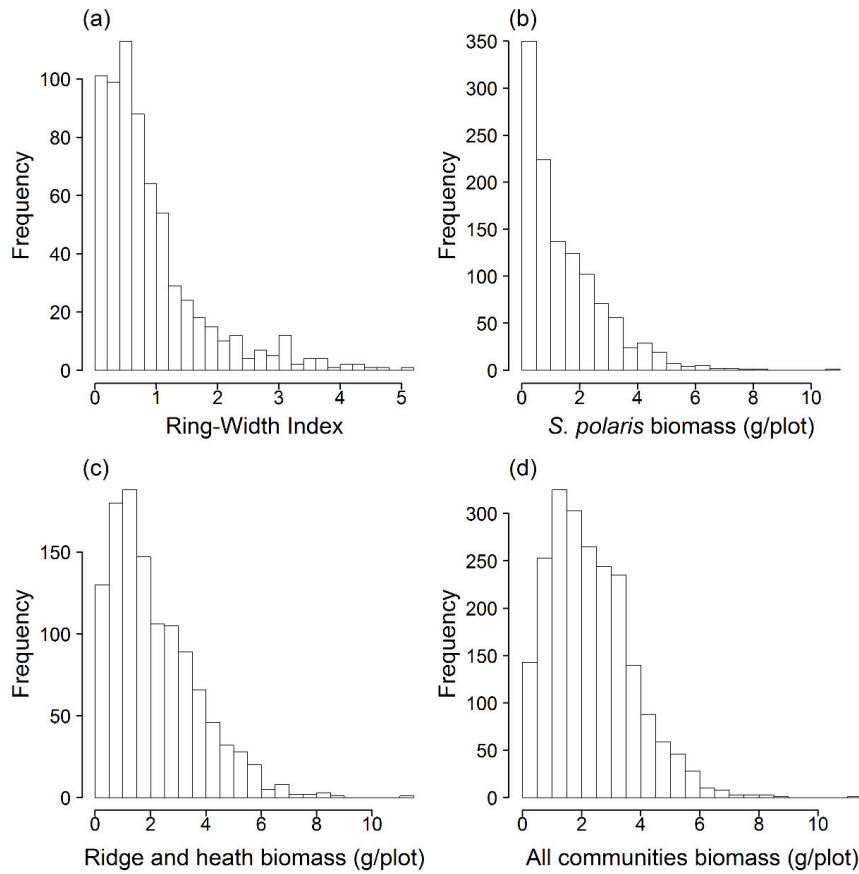 (a)
100
80
60
40
20
0
Frequency
0 1 2 3 4 5
Ring-Width Index
(b)
350
300
250
200
150
100
50
0
Frequency
0 2 4 6 8 10
S. polaris biomass (g/plot)
(c)
150
100
50
0
Frequency
0 2 4 6 8 10
Ridge and heath biomass (g/plot)
(d)
300
250
200
150
100
50
0
Frequency
0 2 4 6 8 10
All communities biomass (g/plot)